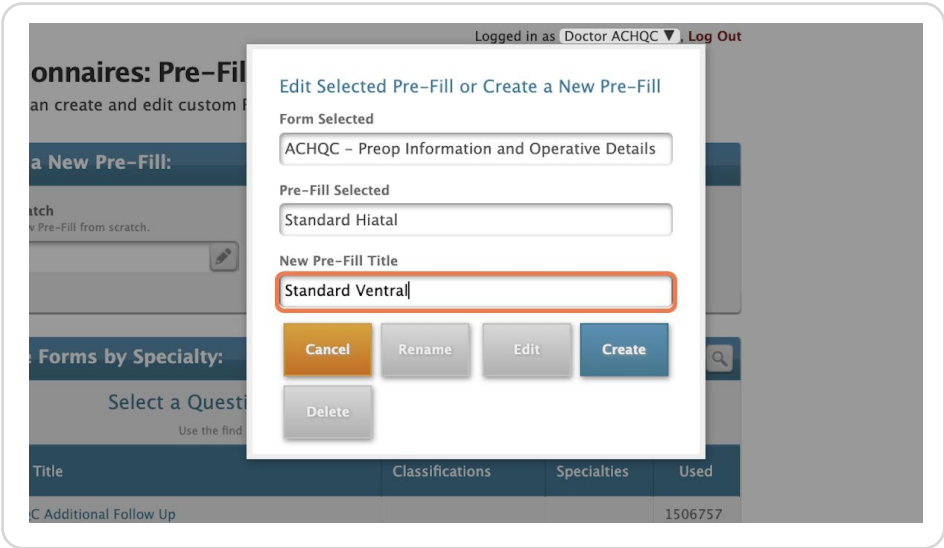 Logged in as Doctor ACHQC ▼, Log Out
onnaires: Pre-Fil
an create and edit custom
Edit Selected Pre-Fill or Create a New Pre-Fill
Form Selected
ACHQC – Preop Information and Operative Details
a New Pre-Fill:
Pre-Fill Selected
atch
Standard Hiatal
w Pre-Fill from scratch.
New Pre-Fill Title
Standard Ventral
Cancel Rename Edit Create
Forms by Specialty:
Delete
Select a Questi
Use the find
Title Classifications Specialties Used
QC Additional Follow Up 1506757